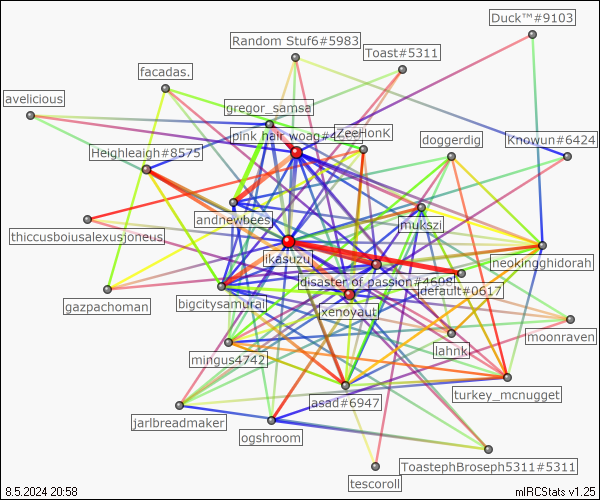 Duck™#9103
Random Stuf6#5983
Toast#5311
facadas.
avelicious
gregor_samsa
pink hair woag#
ZeeHonK
doggerdig
Knowun#6424
Heighleaigh#8575
andnewbees
mukszi
thiccusboiusalexusjoneus
ikasuzu
neokingghidorah
disaster of passion#4698
default#0617
gazpachoman
bigcitysamurai
xenoyaut
moonraven
mingus4742
lahnk
asad#6947
turkey_mcnugget
jarlbreadmaker
ogshroom
ToastephBroseph5311#5311
tescoroll
8.5.2024 20:58
mIRCStats v1.25